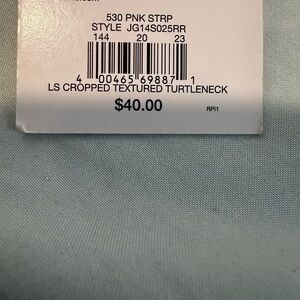 530 PNK STRP
STYLE JG14S025RR
144 20 23
4 00465 69887 1
LS CROPPED TEXTURED TURTLENECK
$40.00
RPI1